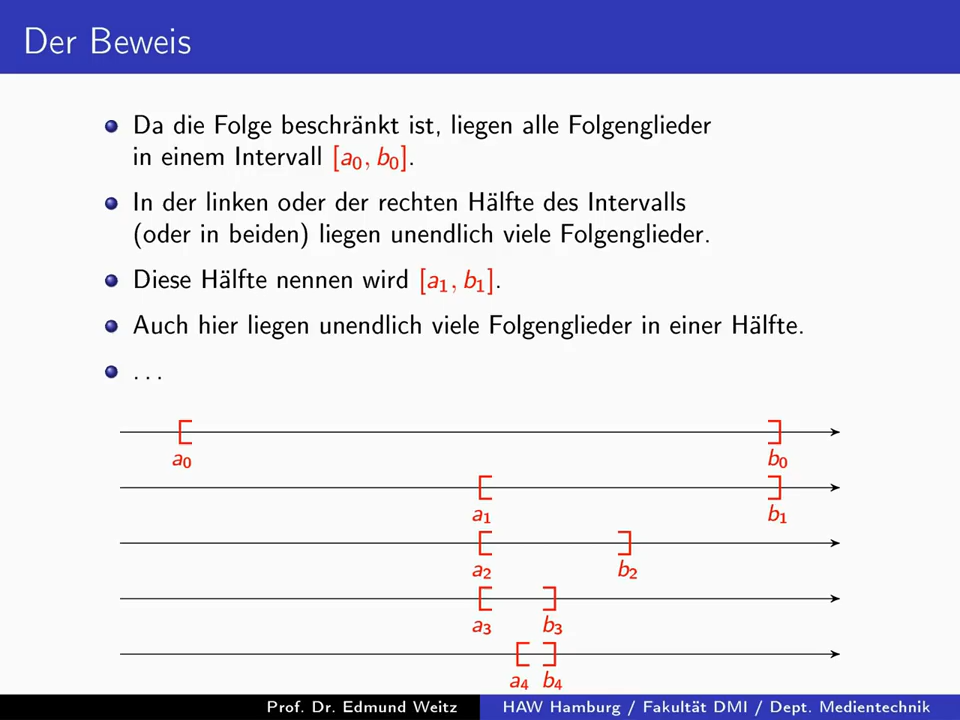 Der Beweis
Da die Folge beschränkt ist, liegen alle Folgenglieder
in einem Intervall [a₀, b₀].
In der linken oder der rechten Hälfte des Intervalls
(oder in beiden) liegen unendlich viele Folgenglieder.
Diese Hälfte nennen wird [a₁, b₁].
Auch hier liegen unendlich viele Folgenglieder in einer Hälfte.
. . .
a₀ b₀
a₁ b₁
a₂ b₂
a₃ b₃
a₄ b₄
Prof. Dr. Edmund Weitz HAW Hamburg / Fakultät DMI / Dept. Medientechnik